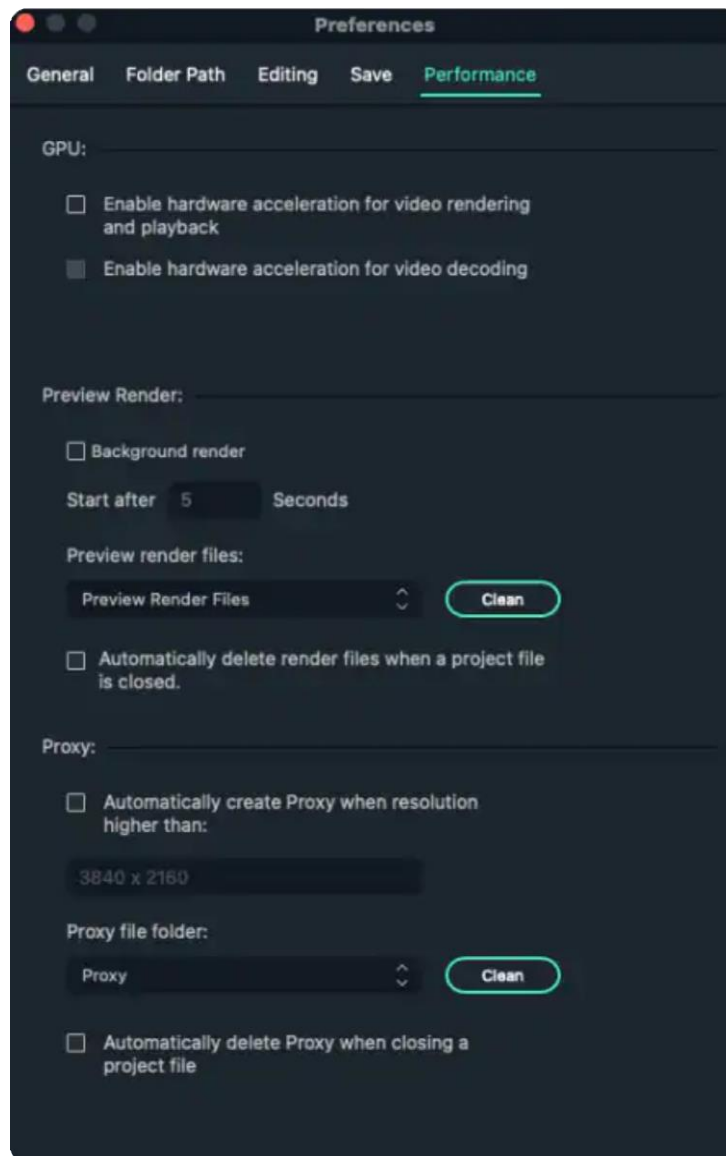 Preferences
General Folder Path Editing Save Performance
GPU:
Enable hardware acceleration for video rendering
and playback
Enable hardware acceleration for video decoding
Preview Render:
Background render
Start after 5 Seconds
Preview render files:
Preview Render Files Clean
Automatically delete render files when a project file
is closed.
Proxy:
Automatically create Proxy when resolution
higher than:
3840 x 2160
Proxy file folder:
Proxy Clean
Automatically delete Proxy when closing a
project file